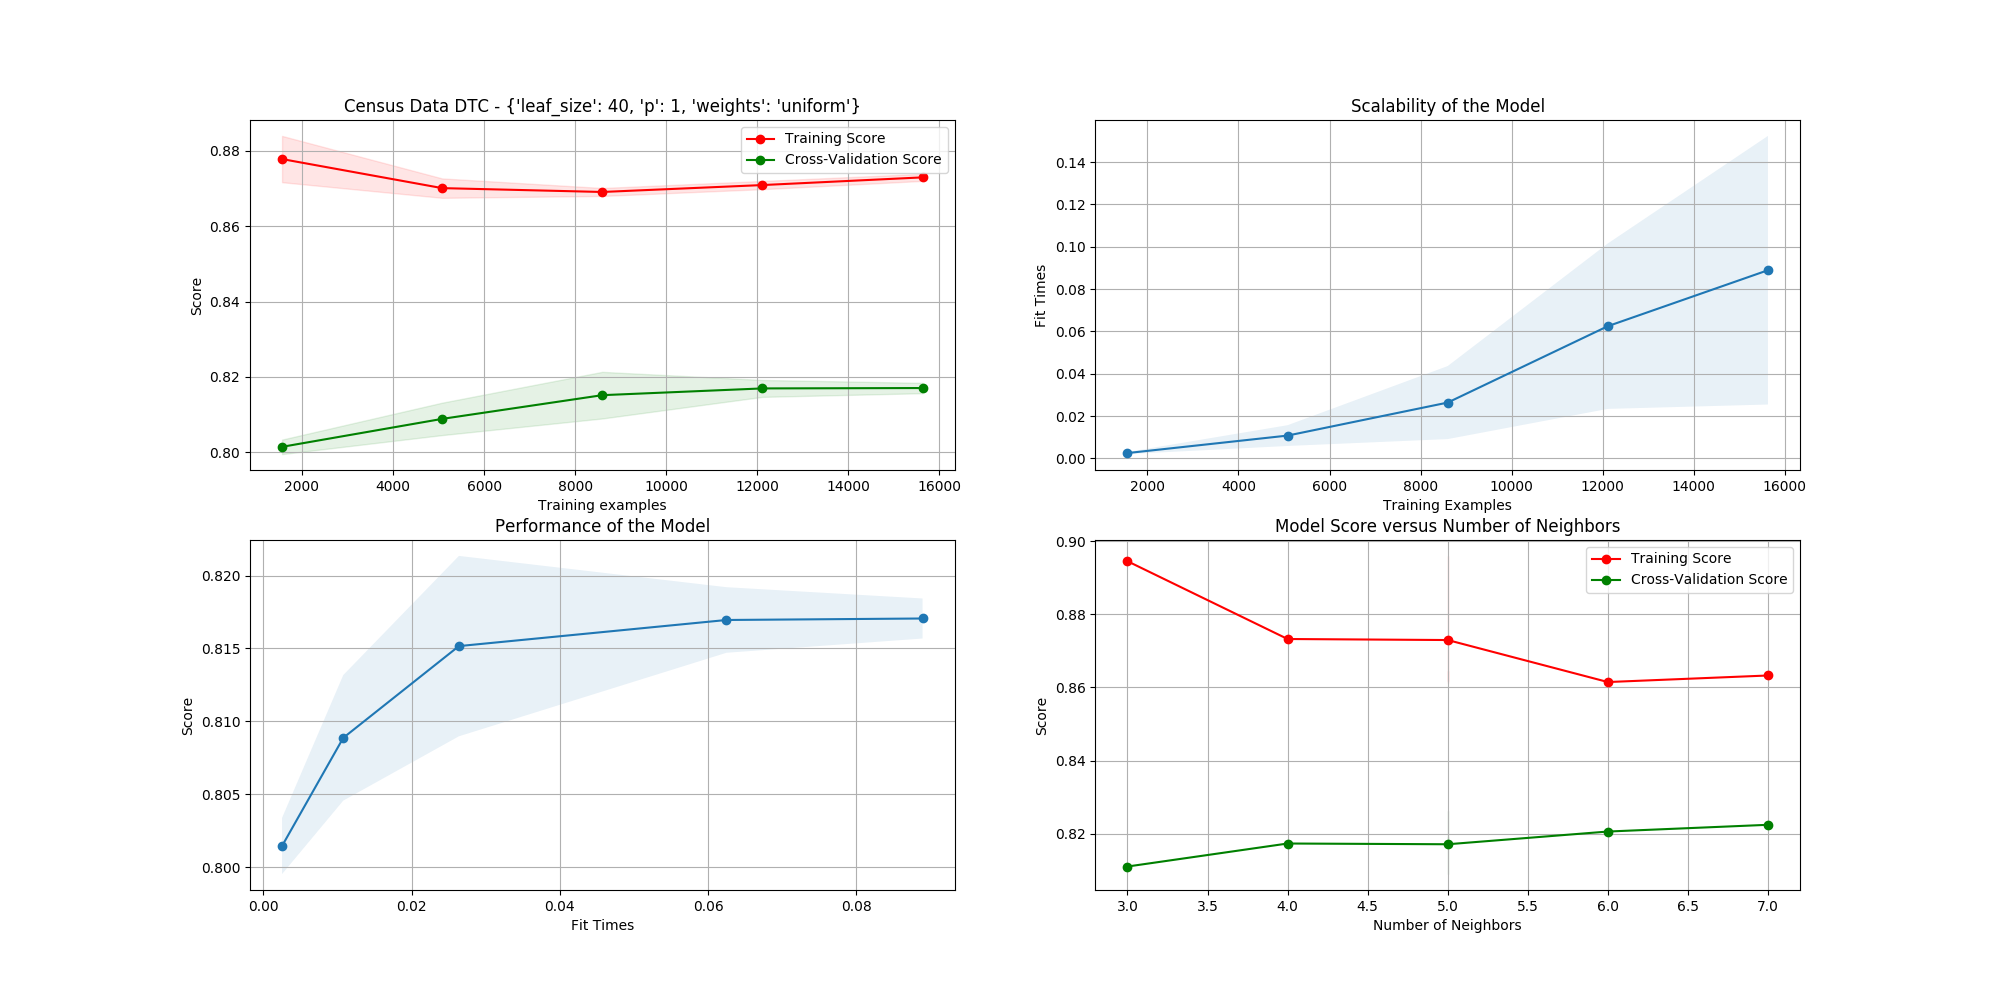 Census Data DTC - {'leaf_size': 40, 'p': 1, 'weights': 'uniform'}
Training Score
Cross-Validation Score
0.88
0.86
0.84
0.82
0.80
Score
2000 4000 6000 8000 10000 12000 14000 16000
Training examples
Scalability of the Model
0.14
0.12
0.10
0.08
0.06
0.04
0.02
0.00
Fit Times
2000 4000 6000 8000 10000 12000 14000 16000
Training Examples
Performance of the Model
0.820
0.815
0.810
0.805
0.800
Score
0.00 0.02 0.04 0.06 0.08
Fit Times
Model Score versus Number of Neighbors
Training Score
Cross-Validation Score
0.90
0.88
0.86
0.84
0.82
Score
3.0 3.5 4.0 4.5 5.0 5.5 6.0 6.5 7.0
Number of Neighbors